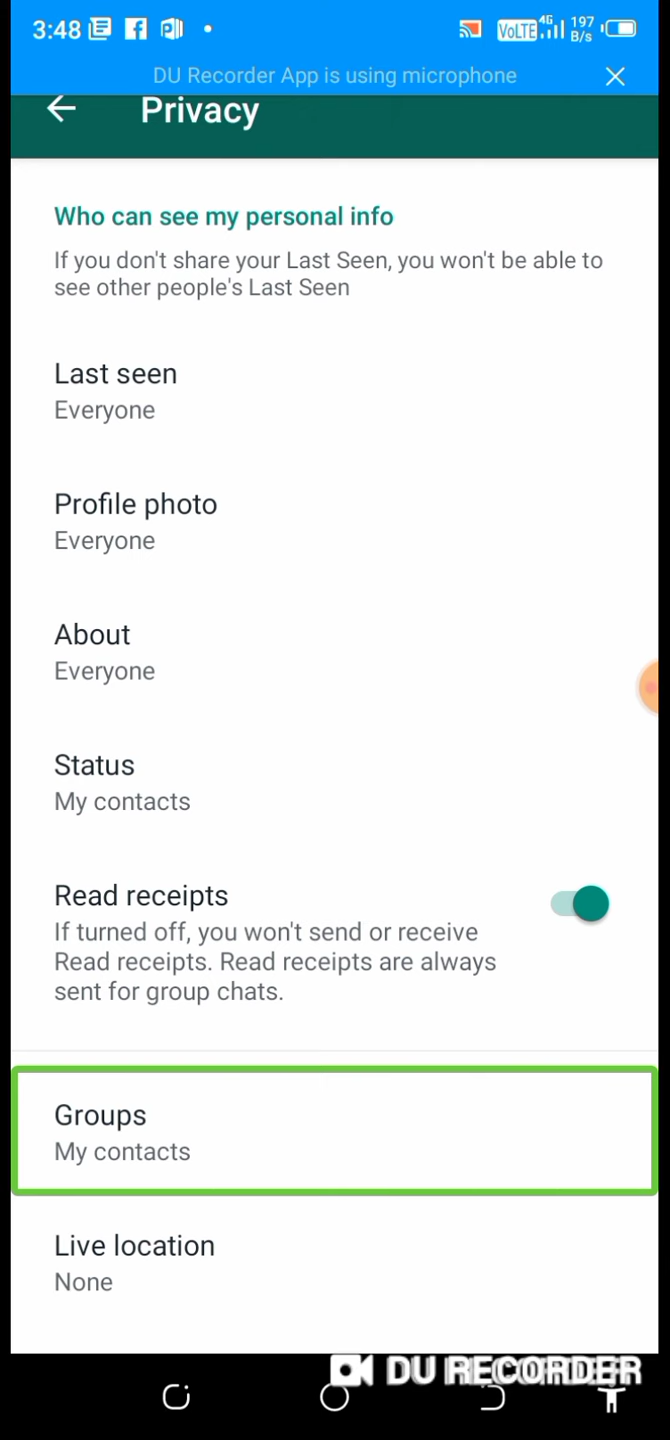 3:48
VoLTE 4G 197 B/s
DU Recorder App is using microphone
Privacy
Who can see my personal info
If you don't share your Last Seen, you won't be able to
see other people's Last Seen
Last seen
Everyone
Profile photo
Everyone
About
Everyone
Status
My contacts
Read receipts
If turned off, you won't send or receive
Read receipts. Read receipts are always
sent for group chats.
Groups
My contacts
Live location
None
DU RECORDER